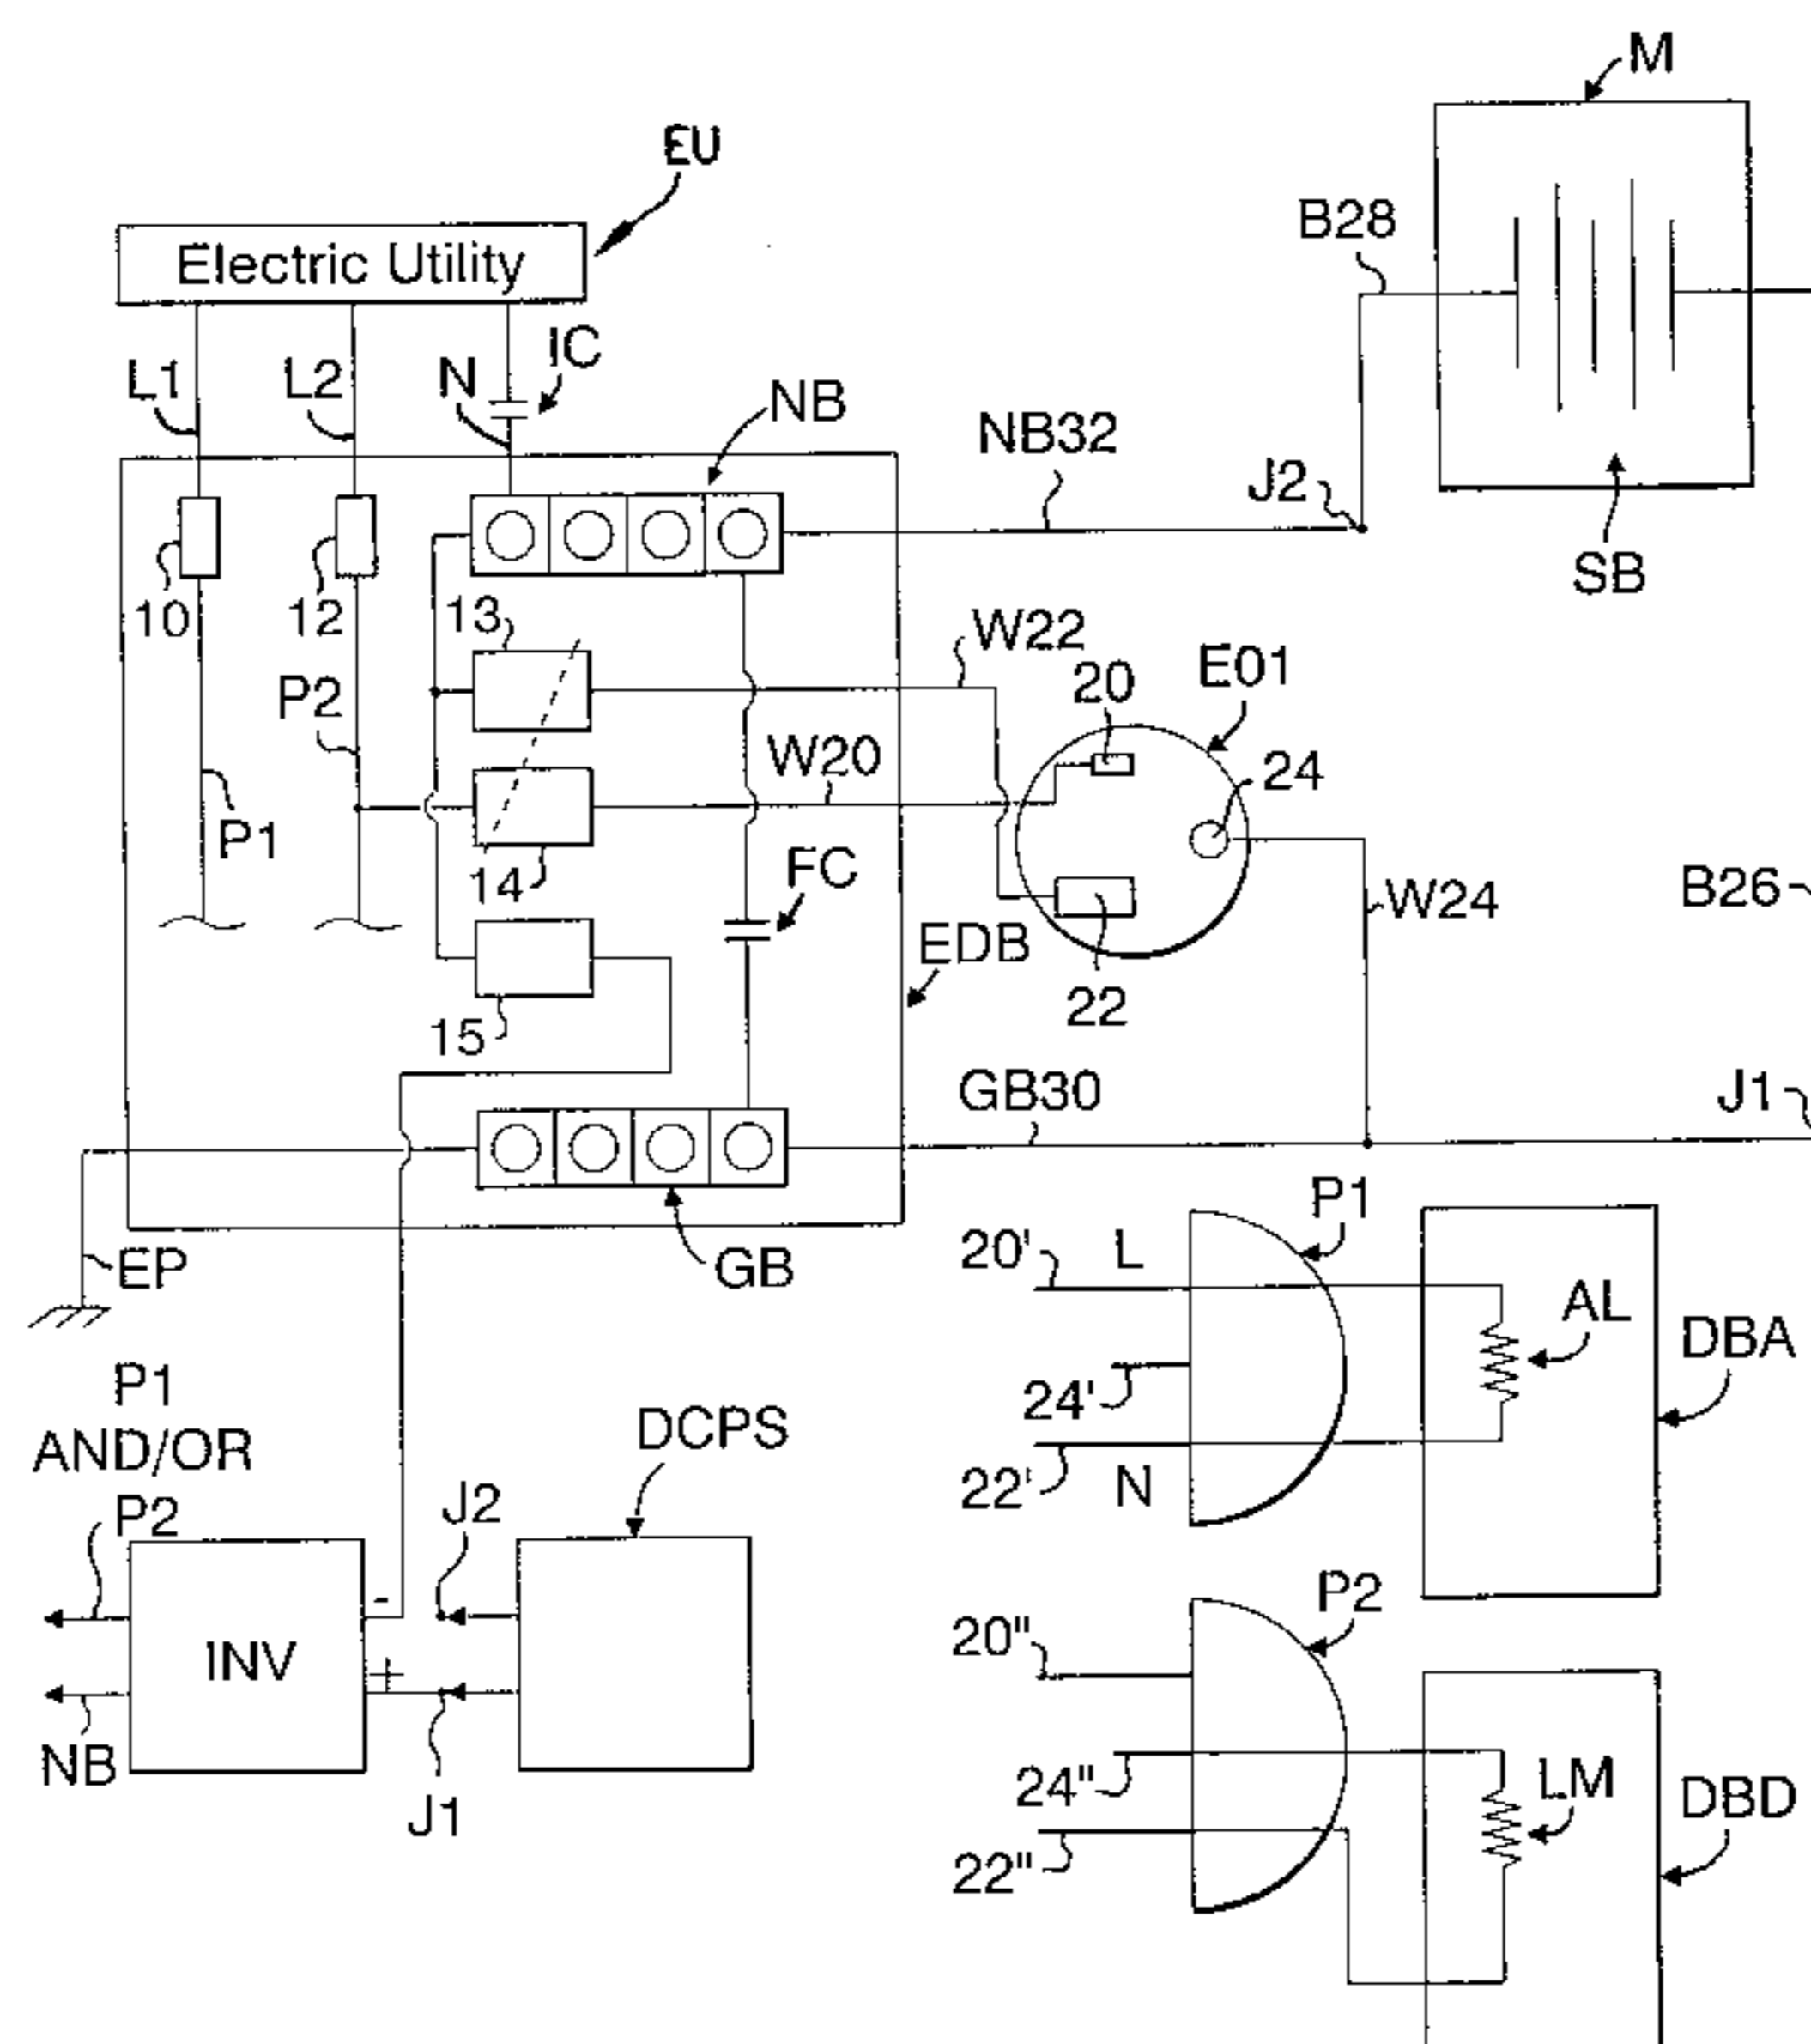 M
EU
Electric Utility
B28
L1
L2
N
IC
NB
NB32
J2
SB
10
12
13
W22
20
E01
P2
W20
24
P1
14
FC
W24
B26
EDB
22
15
GB30
J1
EP
GB
20'
L
P1
AL
DBA
24'
22'
N
P1
AND/OR
P2
J2
DCPS
INV
-
+
NB
J1
20"
P2
24"
LM
DBD
22"